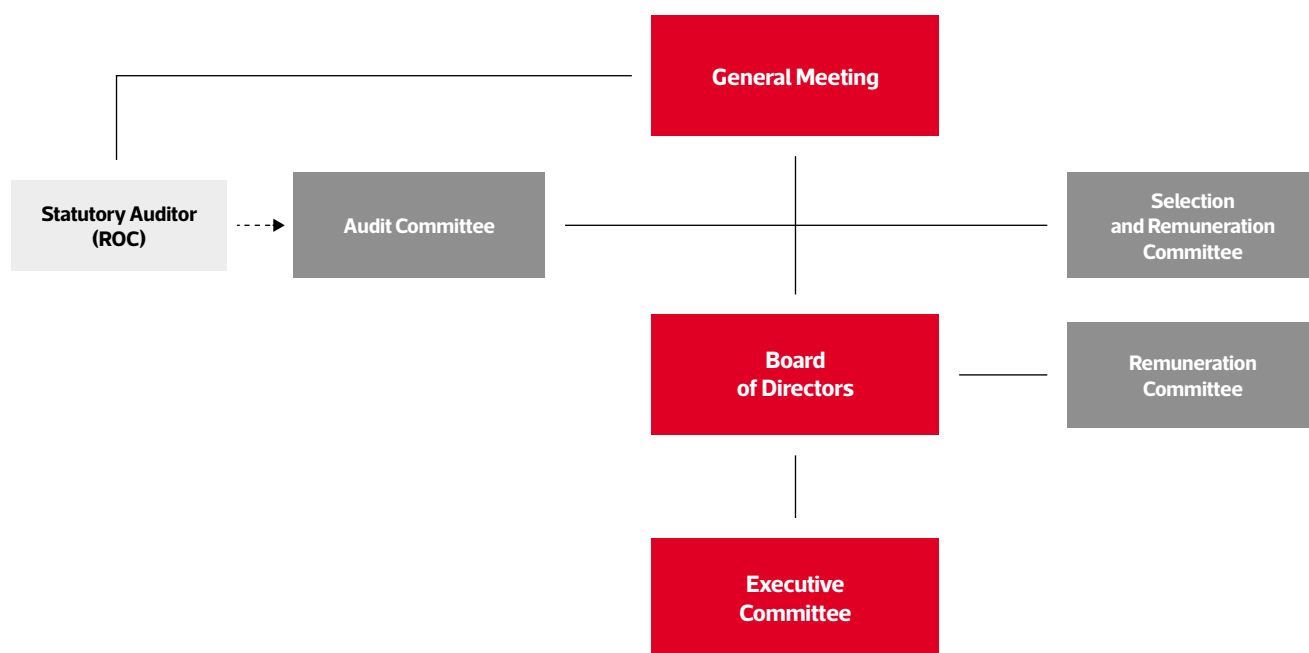 General Meeting
Statutory Auditor
(ROC)
Audit Committee
Selection
and Remuneration
Committee
Board
of Directors
Remuneration
Committee
Executive
Committee